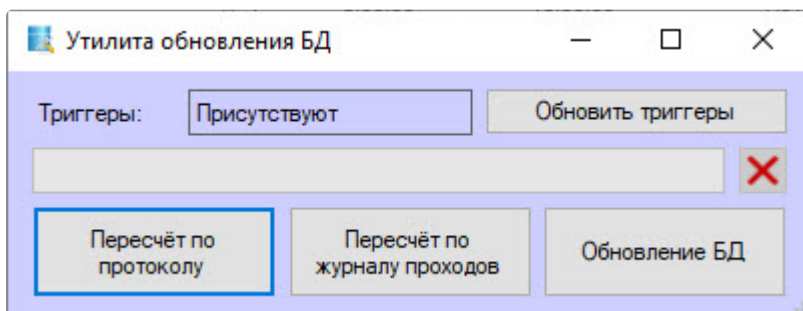 Утилита обновления БД
Триггеры: Присутствуют Обновить триггеры
Пересчёт по
протоколу
Пересчёт по
журналу проходов
Обновление БД